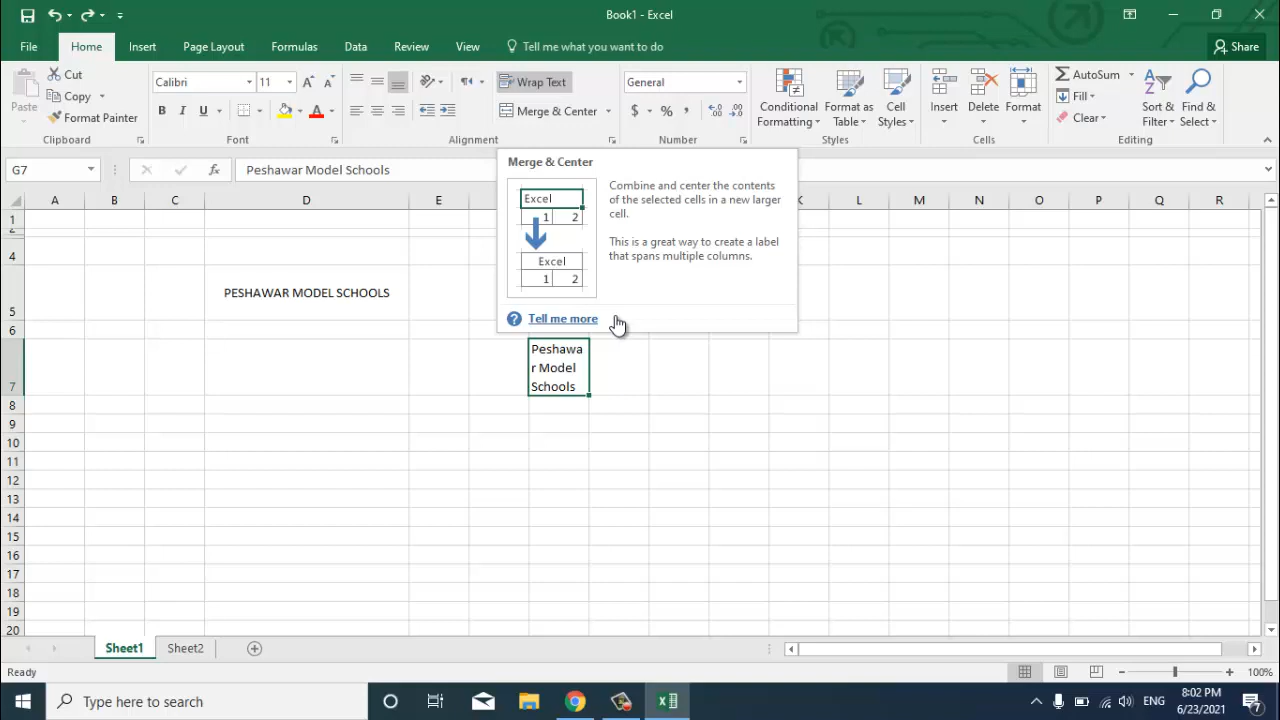 Book1 - Excel
File Home Insert Page Layout Formulas Data Review View Tell me what you want to do Share
Paste
Cut
Copy
Format Painter
Clipboard
Calibri 11
A A
B I U A
Font
Wrap Text
Merge & Center
Alignment
General
$ % ,
Number
Conditional Formatting
Format as Table
Cell Styles
Styles
Insert Delete Format
Cells
AutoSum
Fill
Clear
Sort & Filter
Find & Select
Editing
G7 fx Peshawar Model Schools
A B C D E K L M N O P Q R
1
2
4
5
6
7
8
9
10
11
12
13
14
15
16
17
18
19
20
PESHAWAR MODEL SCHOOLS
Merge & Center
Excel
1 2
Excel
1 2
Combine and center the contents
of the selected cells in a new larger
cell.
This is a great way to create a label
that spans multiple columns.
Tell me more
Peshawa
r Model
Schools
Sheet1 Sheet2
Ready 100%
Type here to search
ENG
8:02 PM
6/23/2021
7